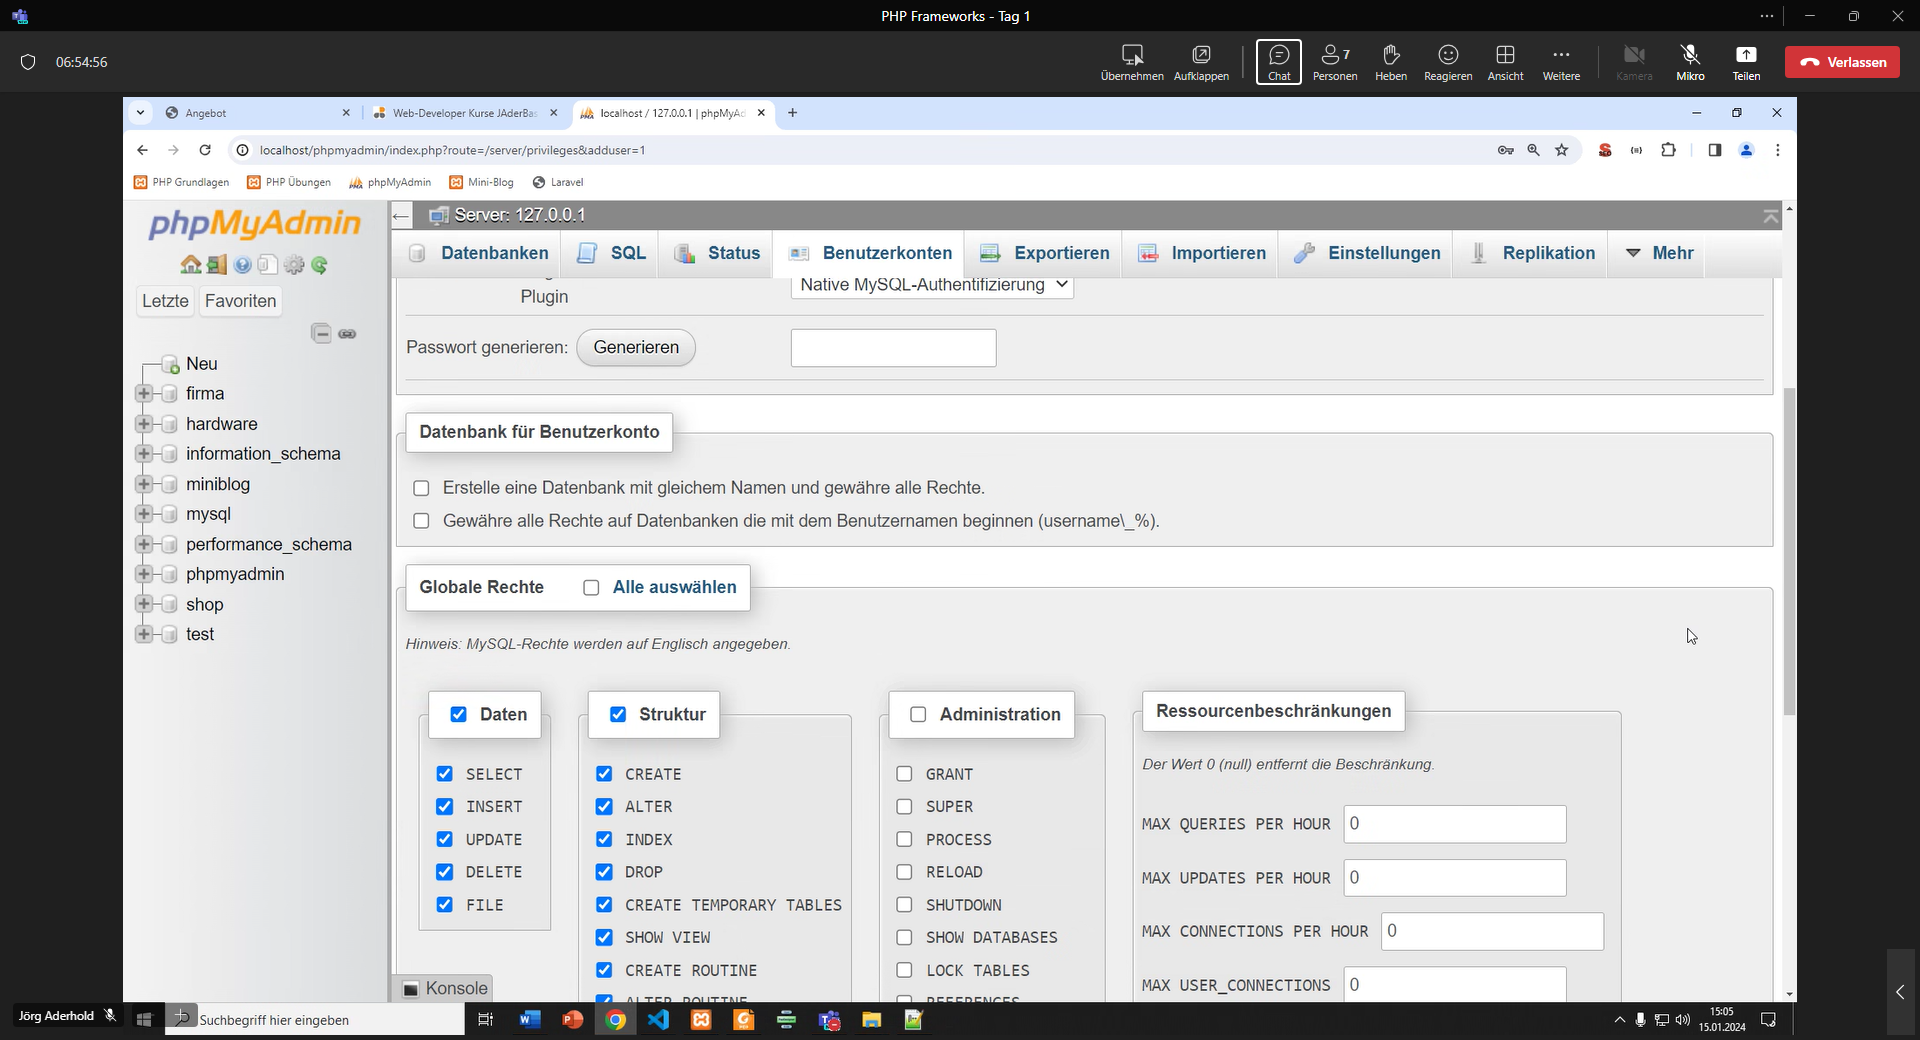 PHP Frameworks - Tag 1
06:54:56
Übernehmen
Aufklappen
Chat
7
Personen
Heben
Reagieren
Ansicht
Weitere
Kamera
Mikro
Teilen
Verlassen
Angebot
Web-Developer Kurse JAderBas
localhost / 127.0.0.1 | phpMyAd
localhost/phpmyadmin/index.php?route=/server/privileges&adduser=1
PHP Grundlagen
PHP Übungen
phpMyAdmin
Mini-Blog
Laravel
phpMyAdmin
Letzte
Favoriten
Neu
firma
hardware
information_schema
miniblog
mysql
performance_schema
phpmyadmin
shop
test
Server: 127.0.0.1
Datenbanken
SQL
Status
Benutzerkonten
Exportieren
Importieren
Einstellungen
Replikation
Mehr
Plugin
Native MySQL-Authentifizierung
Passwort generieren:
Generieren
Datenbank für Benutzerkonto
Erstelle eine Datenbank mit gleichem Namen und gewähre alle Rechte.
Gewähre alle Rechte auf Datenbanken die mit dem Benutzernamen beginnen (username\_%).
Globale Rechte
Alle auswählen
Hinweis: MySQL-Rechte werden auf Englisch angegeben.
Daten
SELECT
INSERT
UPDATE
DELETE
FILE
Struktur
CREATE
ALTER
INDEX
DROP
CREATE TEMPORARY TABLES
SHOW VIEW
CREATE ROUTINE
ALTER ROUTINE
Administration
GRANT
SUPER
PROCESS
RELOAD
SHUTDOWN
SHOW DATABASES
LOCK TABLES
REFERENCES
Ressourcenbeschränkungen
Der Wert 0 (null) entfernt die Beschränkung.
MAX QUERIES PER HOUR 0
MAX UPDATES PER HOUR 0
MAX CONNECTIONS PER HOUR 0
MAX USER_CONNECTIONS 0
Konsole
Jörg Aderhold
Suchbegriff hier eingeben
15:05
15.01.2024